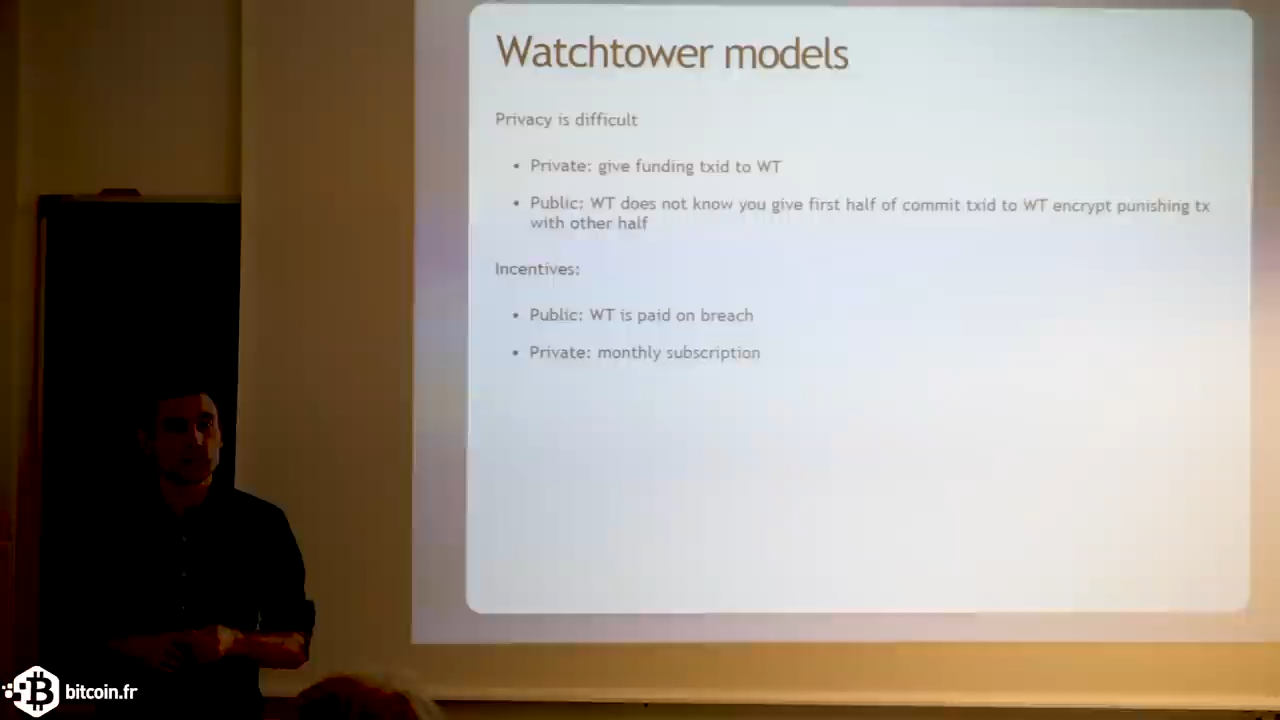 Watchtower models
Privacy is difficult
• Private: give funding txid to WT
• Public: WT does not know you give first half of commit txid to WT encrypt punishing tx
with other half
Incentives:
• Public: WT is paid on breach
• Private: monthly subscription
bitcoin.fr